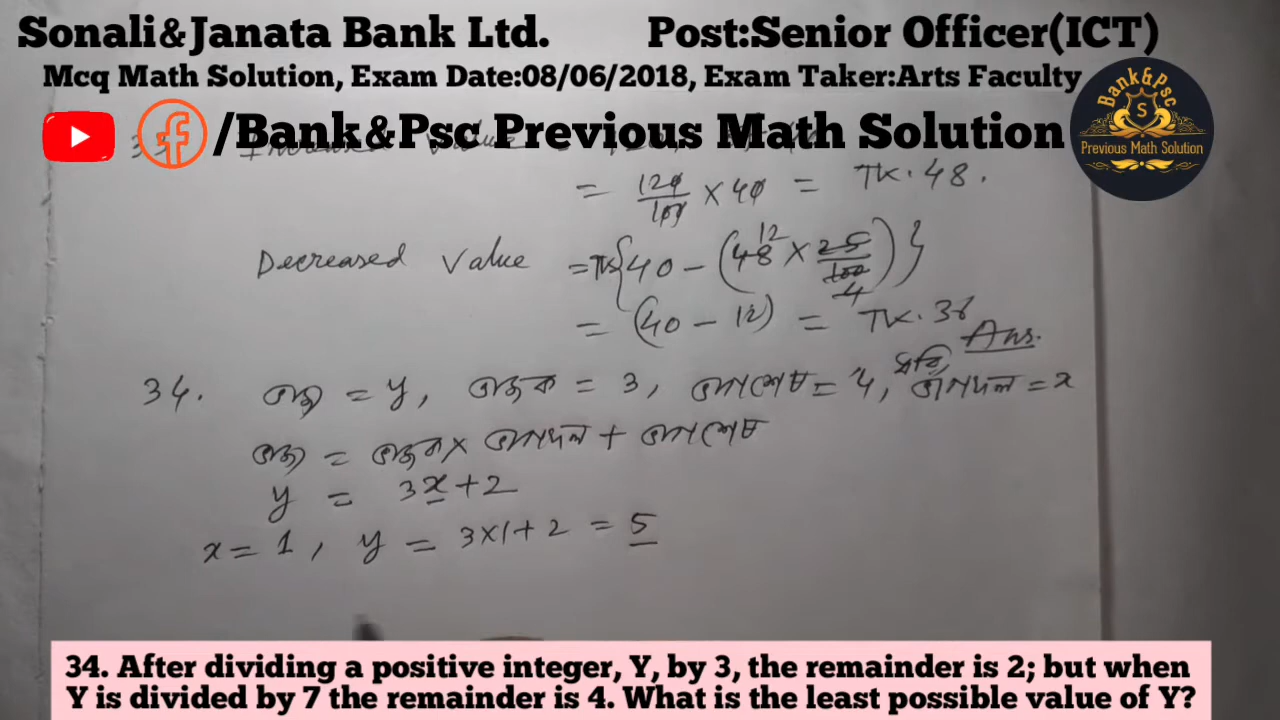 Sonali&Janata Bank Ltd. Post:Senior Officer(ICT)
Mcq Math Solution, Exam Date:08/06/2018, Exam Taker:Arts Faculty
/Bank&Psc Previous Math Solution
Bank&Psc
S
Previous Math Solution
= 120/100 × 40 = TK. 48.
Decreased value = TK{40 - (48 12 × 25/100 4)}
= (40 - 12) = TK. 36
Ans.
34. ভাজ্য = y, ভাজক = 3, ভাগশেষ = 4, ধরি, ভাগফল = x
ভাজ্য = ভাজক × ভাগফল + ভাগশেষ
y = 3x + 2
x = 1, y = 3×1 + 2 = 5
34. After dividing a positive integer, Y, by 3, the remainder is 2; but when
Y is divided by 7 the remainder is 4. What is the least possible value of Y?